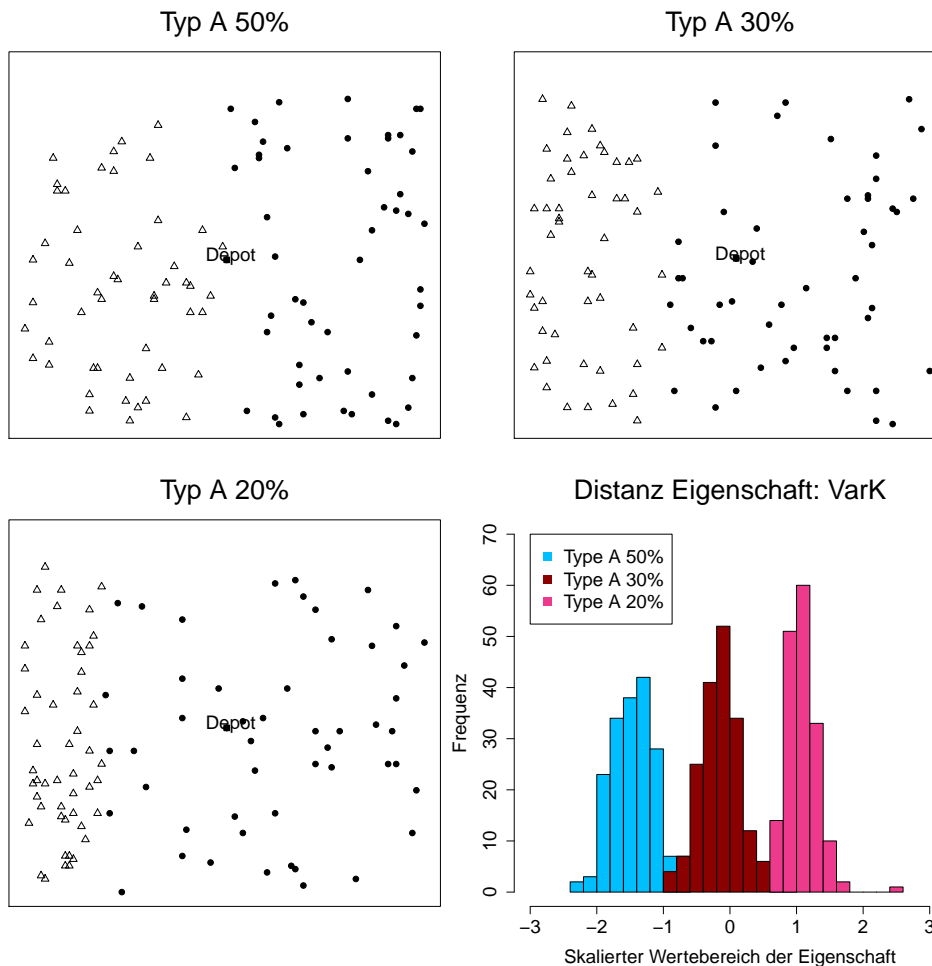 Typ A 50%
Depot
Typ A 30%
Depot
Typ A 20%
Depot
Distanz Eigenschaft: VarK
Type A 50%
Type A 30%
Type A 20%
Frequenz
0
10
20
30
40
50
60
70
−3
−2
−1
0
1
2
3
Skalierter Wertebereich der Eigenschaft